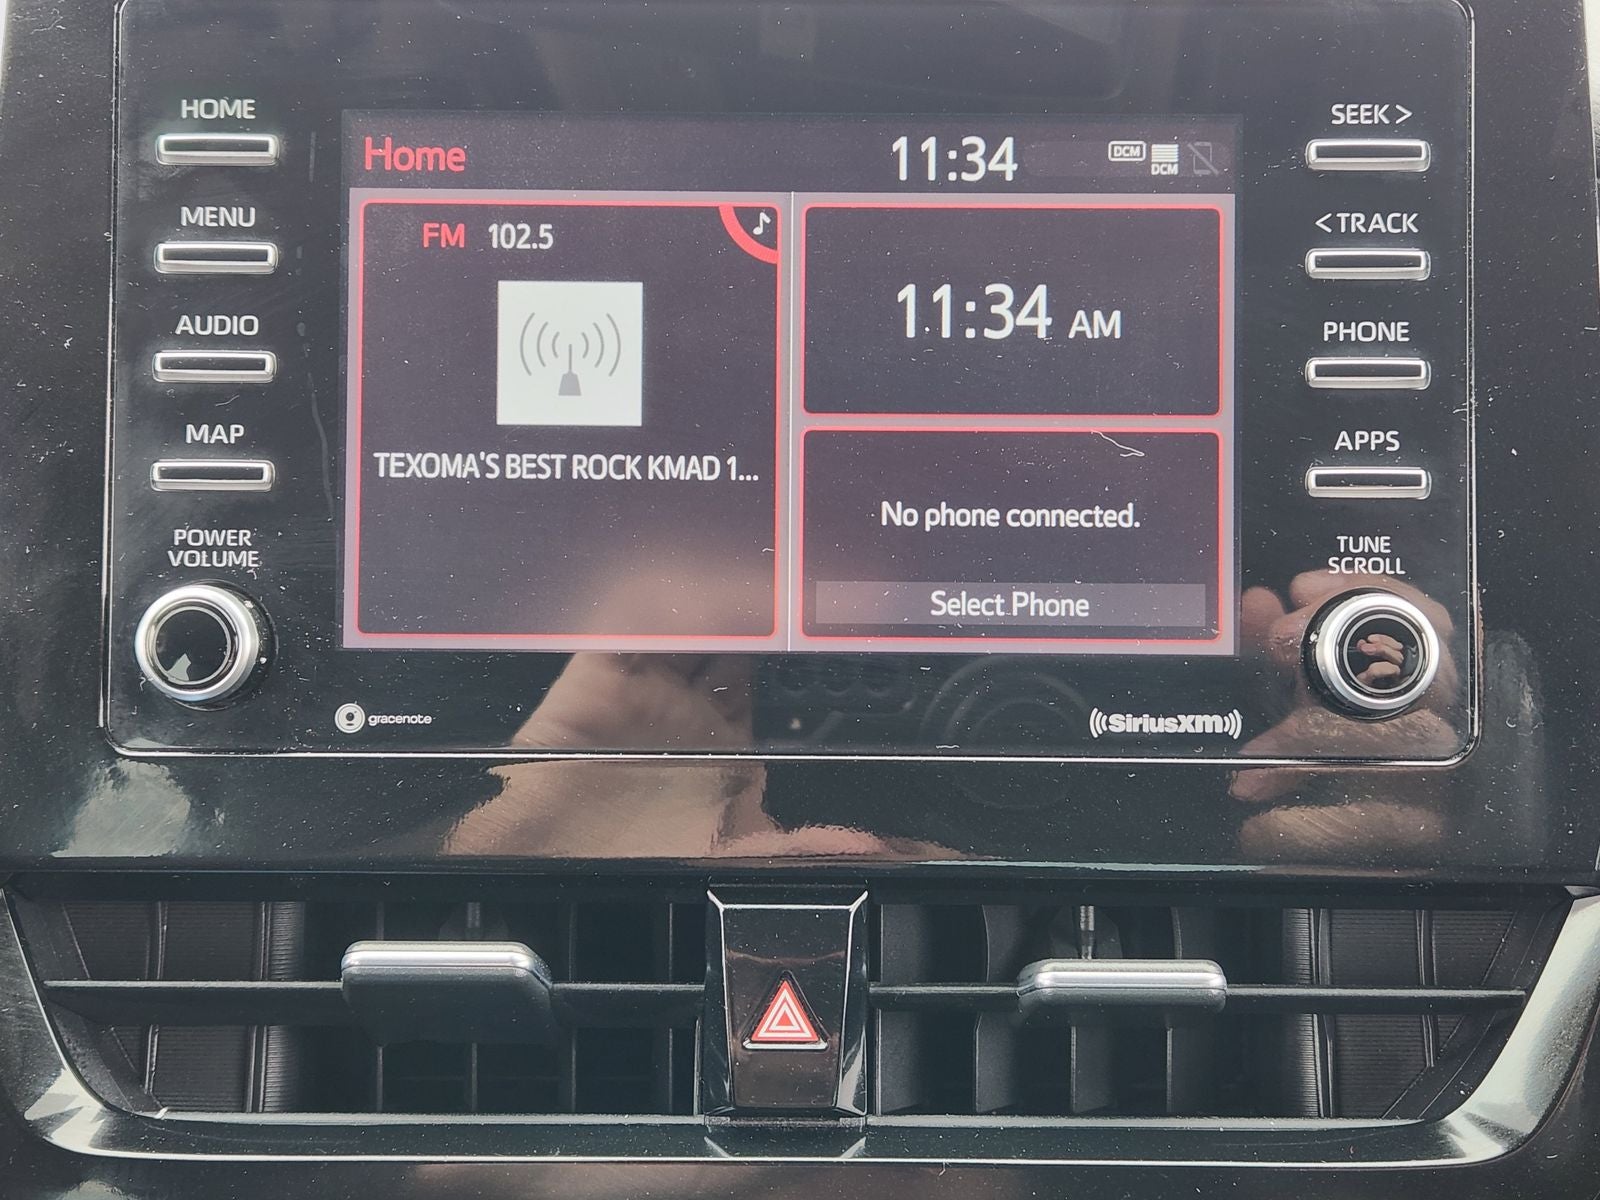 HOME
MENU
AUDIO
MAP
POWER
VOLUME
Home
11:34
DCM
DCM
FM 102.5
TEXOMA'S BEST ROCK KMAD 1...
11:34 AM
No phone connected.
Select Phone
gracenote
SiriusXM
SEEK >
< TRACK
PHONE
APPS
TUNE
SCROLL